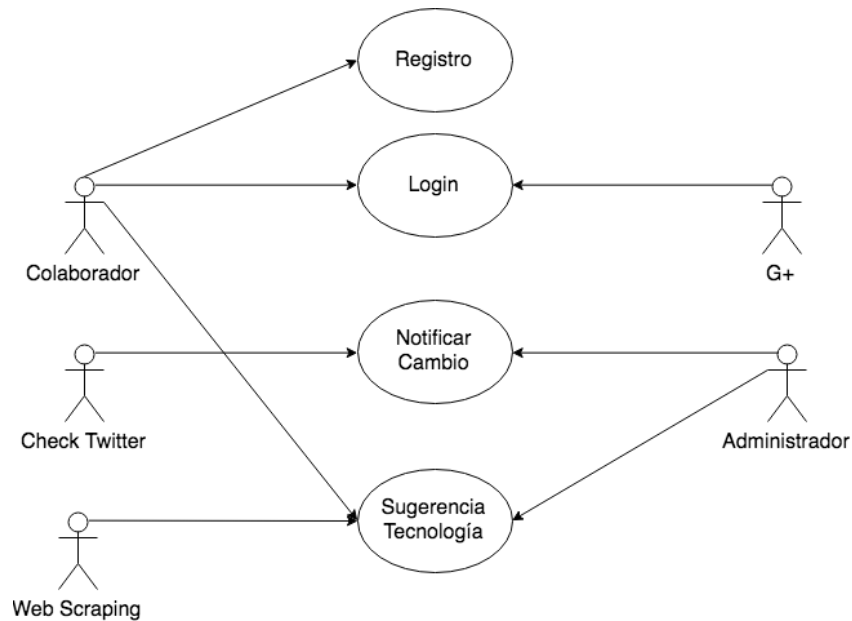 Registro
Login
Colaborador
G+
Notificar
Cambio
Check Twitter
Administrador
Sugerencia
Tecnología
Web Scraping